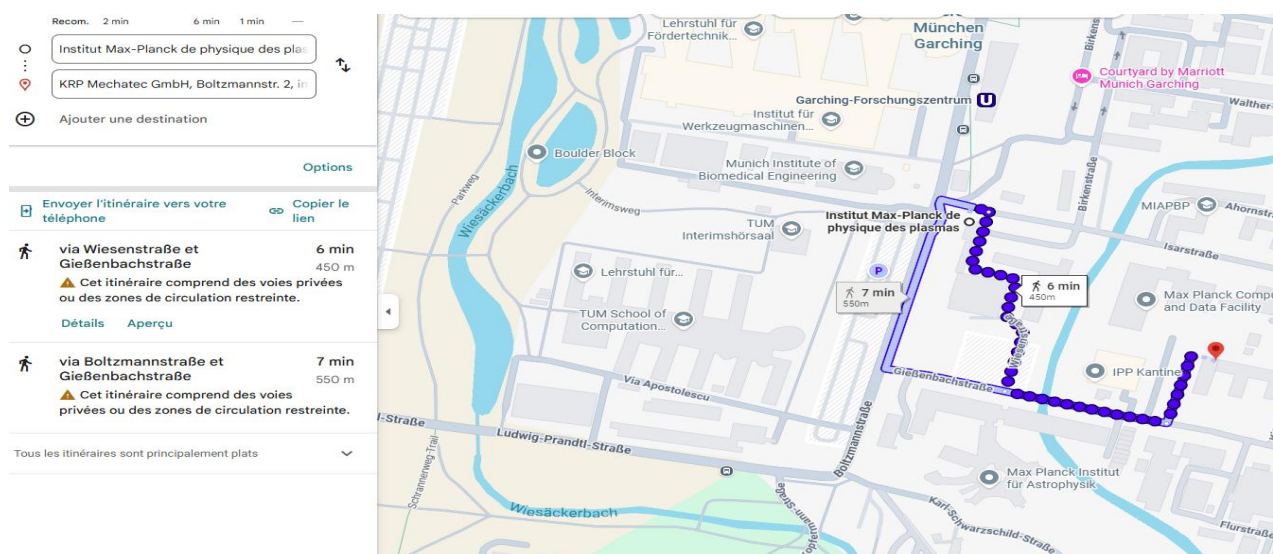 Recom. 2 min 6 min 1 min —
Institut Max-Planck de physique des plas
KRP Mechatec GmbH, Boltzmannstr. 2, in
Ajouter une destination
Options
Envoyer l'itinéraire vers votre
téléphone
Copier le
lien
via Wiesenstraße et
Gießenbachstraße
6 min
450 m
Cet itinéraire comprend des voies privées
ou des zones de circulation restreinte.
Détails Aperçu
via Boltzmannstraße et
Gießenbachstraße
7 min
550 m
Cet itinéraire comprend des voies
privées ou des zones de circulation restreinte.
Tous les itinéraires sont principalement plats
Lehrstuhl für
Fördertechnik...
München
Garching
Birkenstr
Courtyard by Marriott
Munich Garching
Garching-Forschungszentrum U
Walther-
Institut für
Werkzeugmaschinen...
Boulder Block
Munich Institute of
Biomedical Engineering
Parkweg
Wiesäckerbach
Interimsweg
Birkenstraße
MIAPBP
Ahornstr
Institut Max-Planck de
physique des plasmas
TUM
Interimshörsaal
Isarstraße
Lehrstuhl für...
P
7 min
550m
6 min
450m
Max Planck Compu
and Data Facility
TUM School of
Computation...
Wiesenstraße
IPP Kantine
Gießenbachstraße
Via Apostolescu
l-Straße
Ludwig-Prandtl-Straße
Boltzmannstraße
Schrannerweg-Trail
Max Planck Institut
für Astrophysik
Wiesäckerbach
Karl-Schwarzschild-Straße
Flurstraße